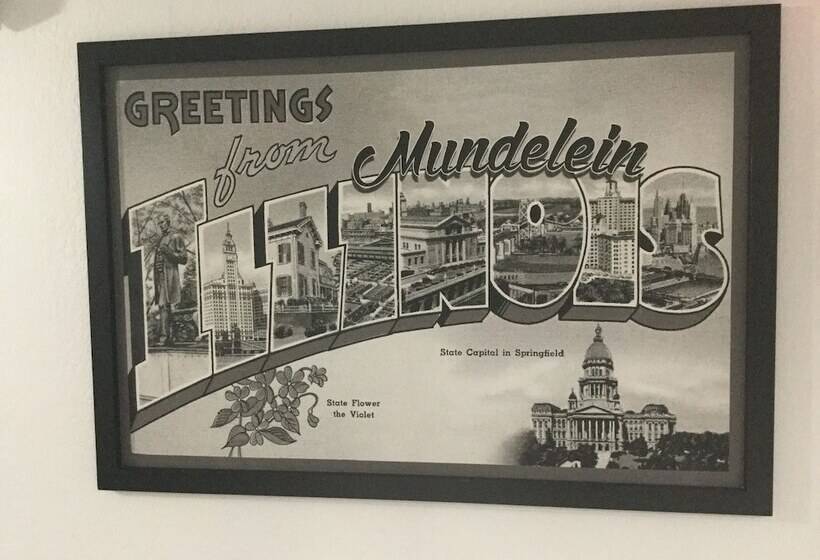 GREETINGS
from
Mundelein
ILLINOIS
State Capital in Springfield
State Flower
the Violet